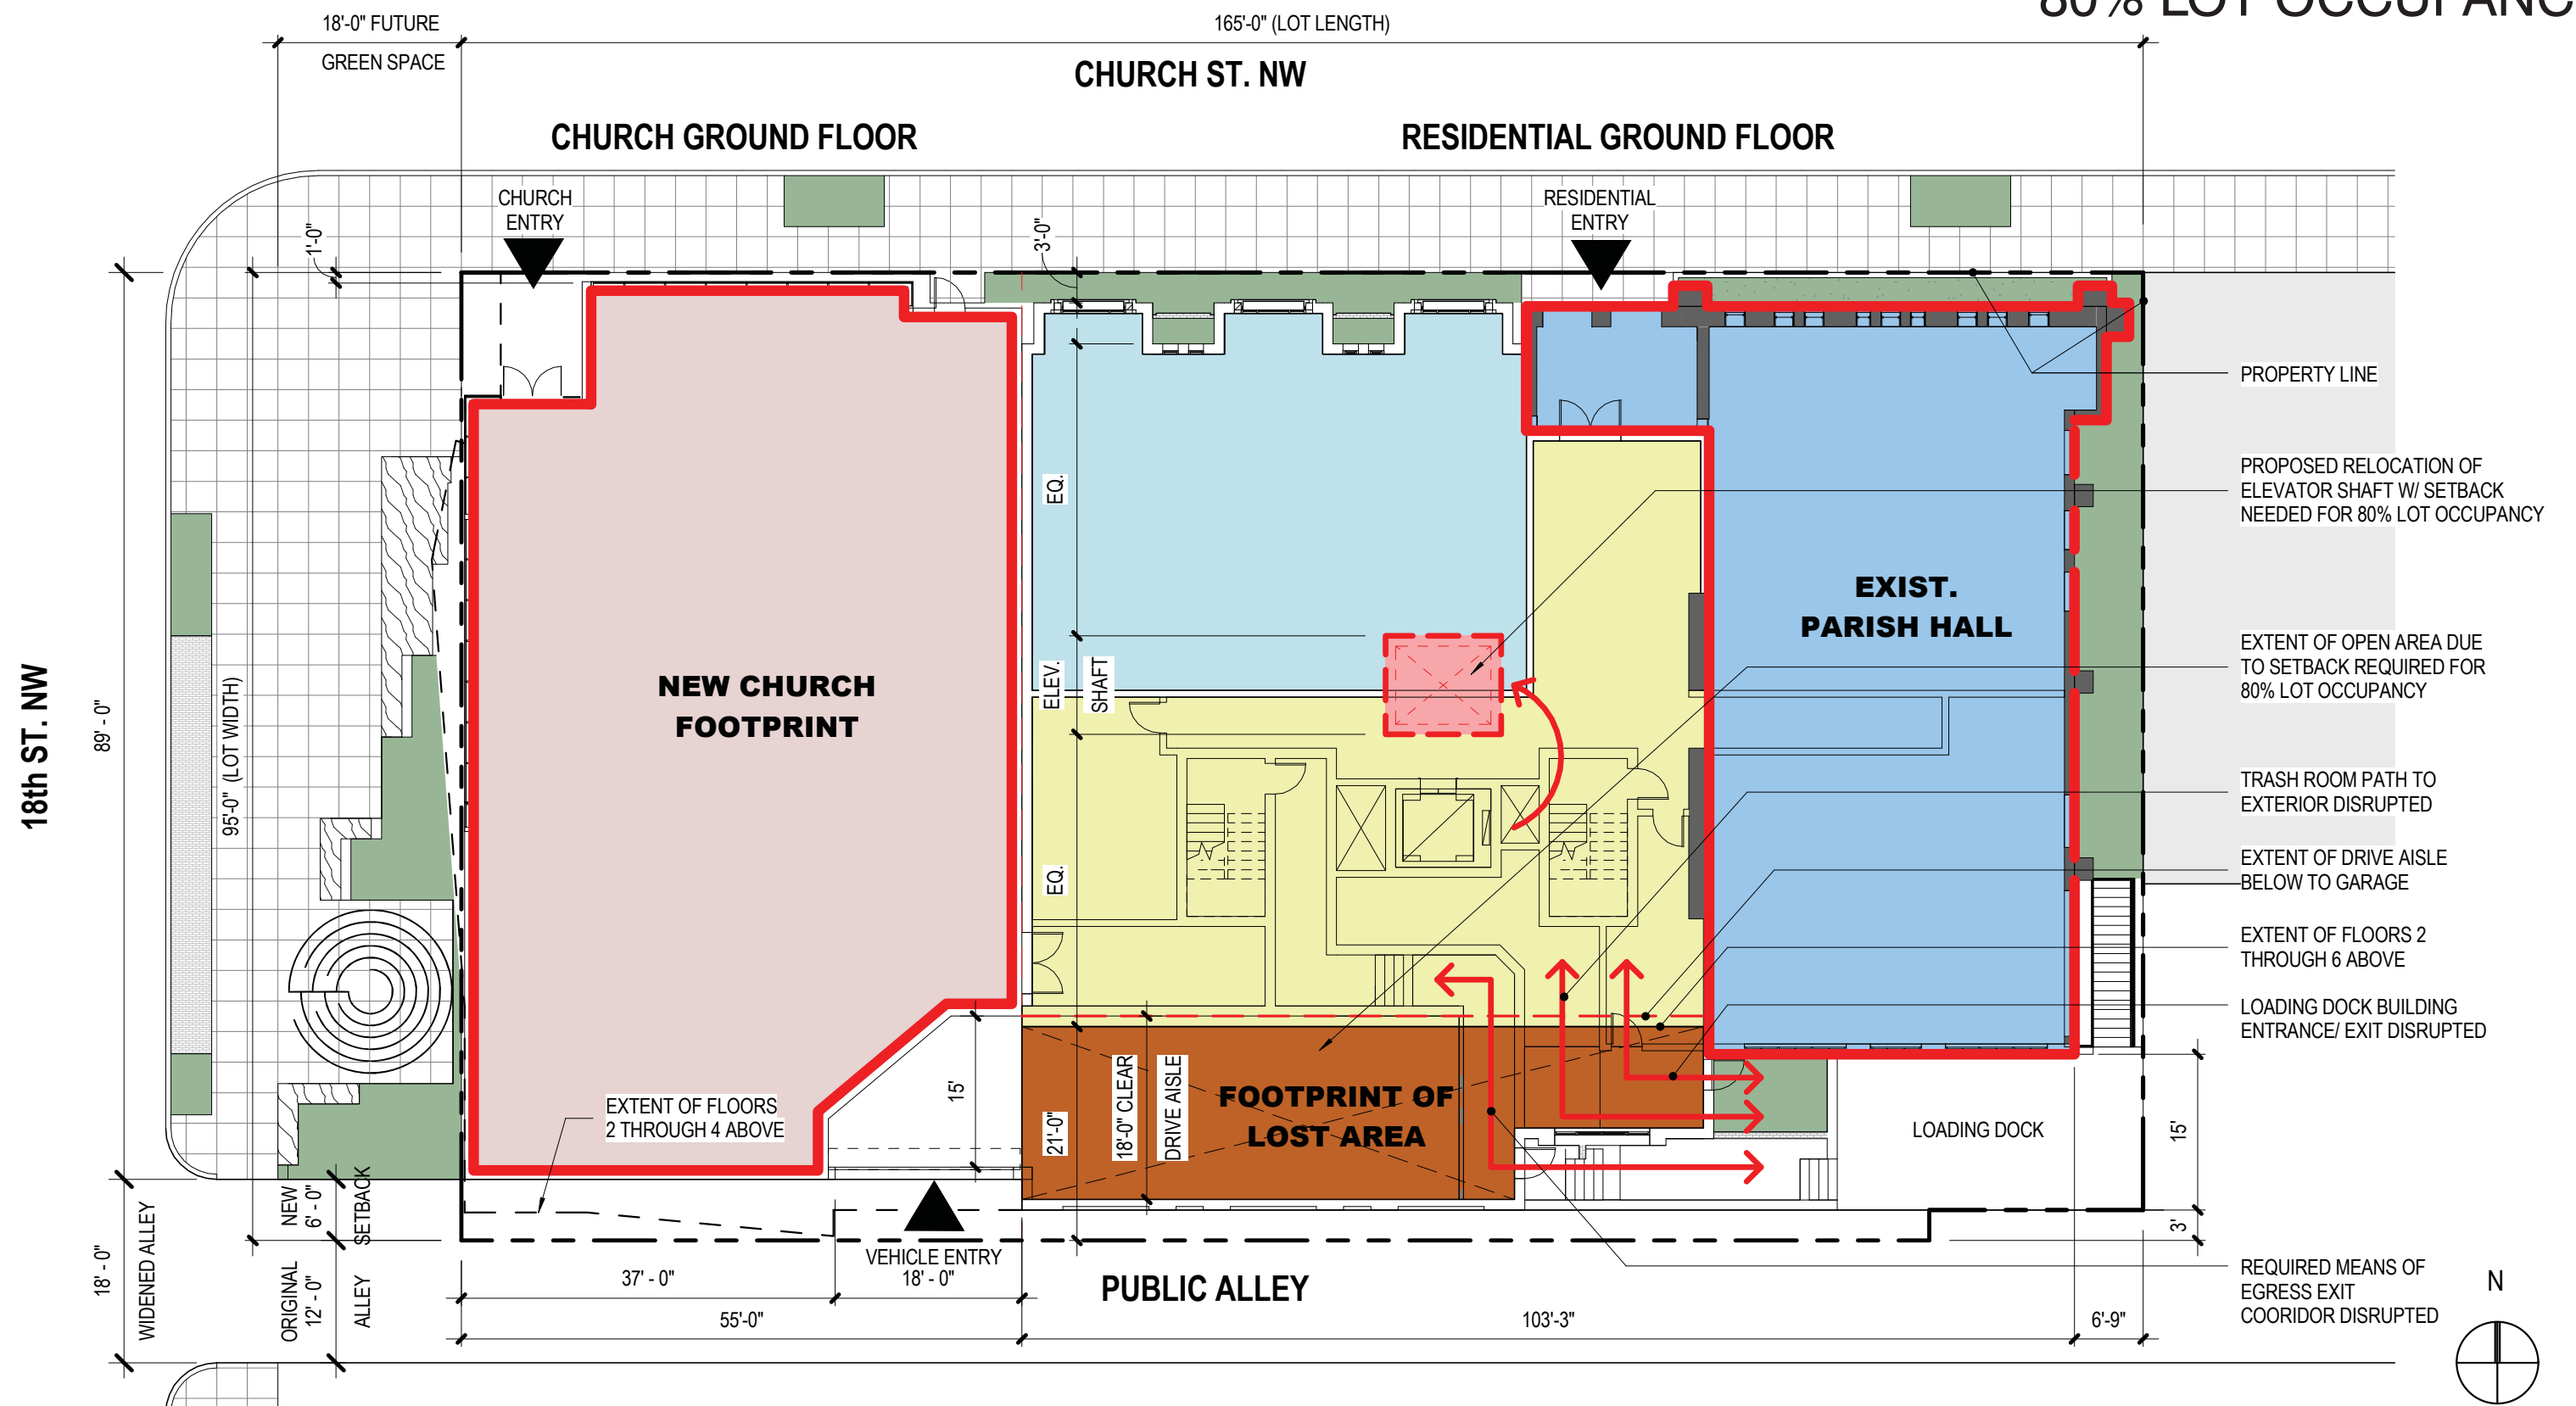 80% LOT OCCUPANC
18'-0" FUTURE
GREEN SPACE
165'-0" (LOT LENGTH)
CHURCH ST. NW
CHURCH GROUND FLOOR
RESIDENTIAL GROUND FLOOR
CHURCH
ENTRY
RESIDENTIAL
ENTRY
1'-0"
3'-0"
PROPERTY LINE
PROPOSED RELOCATION OF
ELEVATOR SHAFT W/ SETBACK
NEEDED FOR 80% LOT OCCUPANCY
EXTENT OF OPEN AREA DUE
TO SETBACK REQUIRED FOR
80% LOT OCCUPANCY
TRASH ROOM PATH TO
EXTERIOR DISRUPTED
EXTENT OF DRIVE AISLE
BELOW TO GARAGE
EXTENT OF FLOORS 2
THROUGH 6 ABOVE
LOADING DOCK BUILDING
ENTRANCE/ EXIT DISRUPTED
REQUIRED MEANS OF
EGRESS EXIT
COORIDOR DISRUPTED
N
18th ST. NW
89' - 0"
95'-0" (LOT WIDTH)
NEW CHURCH
FOOTPRINT
EQ.
ELEV.
SHAFT
EQ.
EXIST.
PARISH HALL
EXTENT OF FLOORS
2 THROUGH 4 ABOVE
15'
21'-0"
18'-0" CLEAR
DRIVE AISLE
FOOTPRINT OF
LOST AREA
LOADING DOCK
15'
3'
18' - 0"
WIDENED ALLEY
NEW
6' - 0"
SETBACK
ORIGINAL
12' - 0"
ALLEY
VEHICLE ENTRY
37' - 0"
18' - 0"
PUBLIC ALLEY
55'-0"
103'-3"
6'-9"